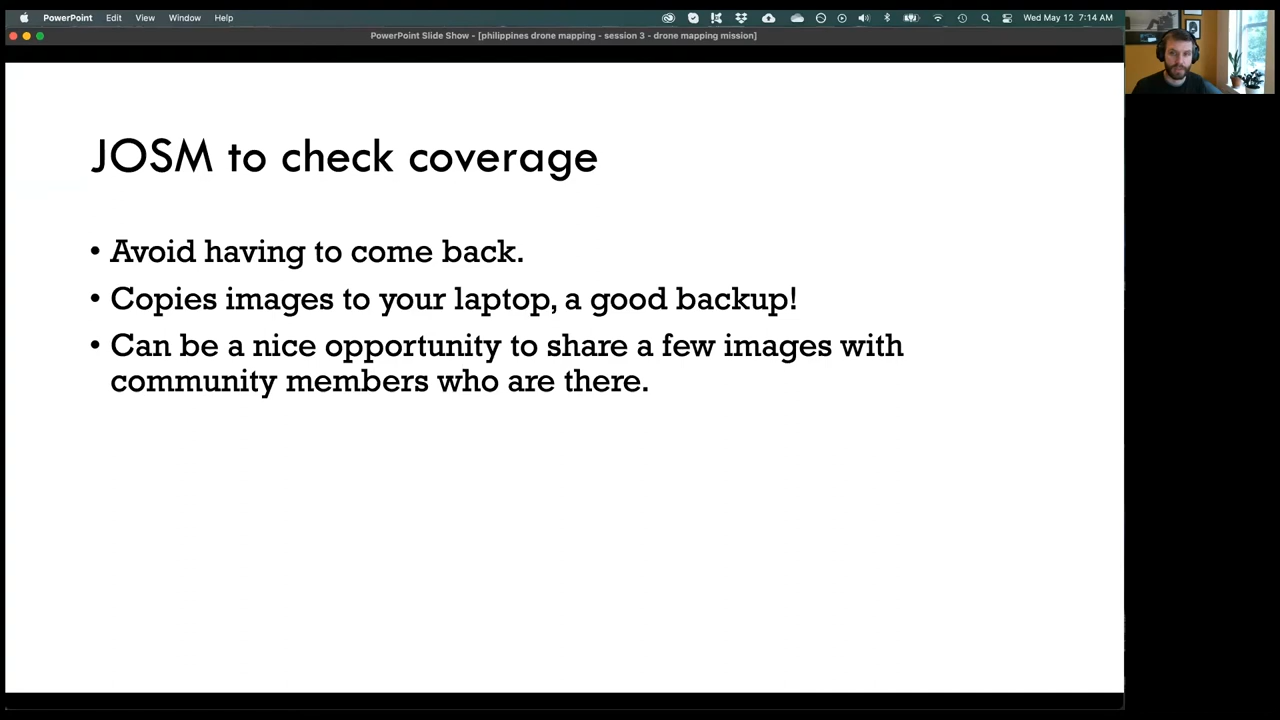 PowerPoint Edit View Window Help Wed May 12 7:14 AM
PowerPoint Slide Show - [philippines drone mapping - session 3 - drone mapping mission]
JOSM to check coverage
• Avoid having to come back.
• Copies images to your laptop, a good backup!
• Can be a nice opportunity to share a few images with
community members who are there.